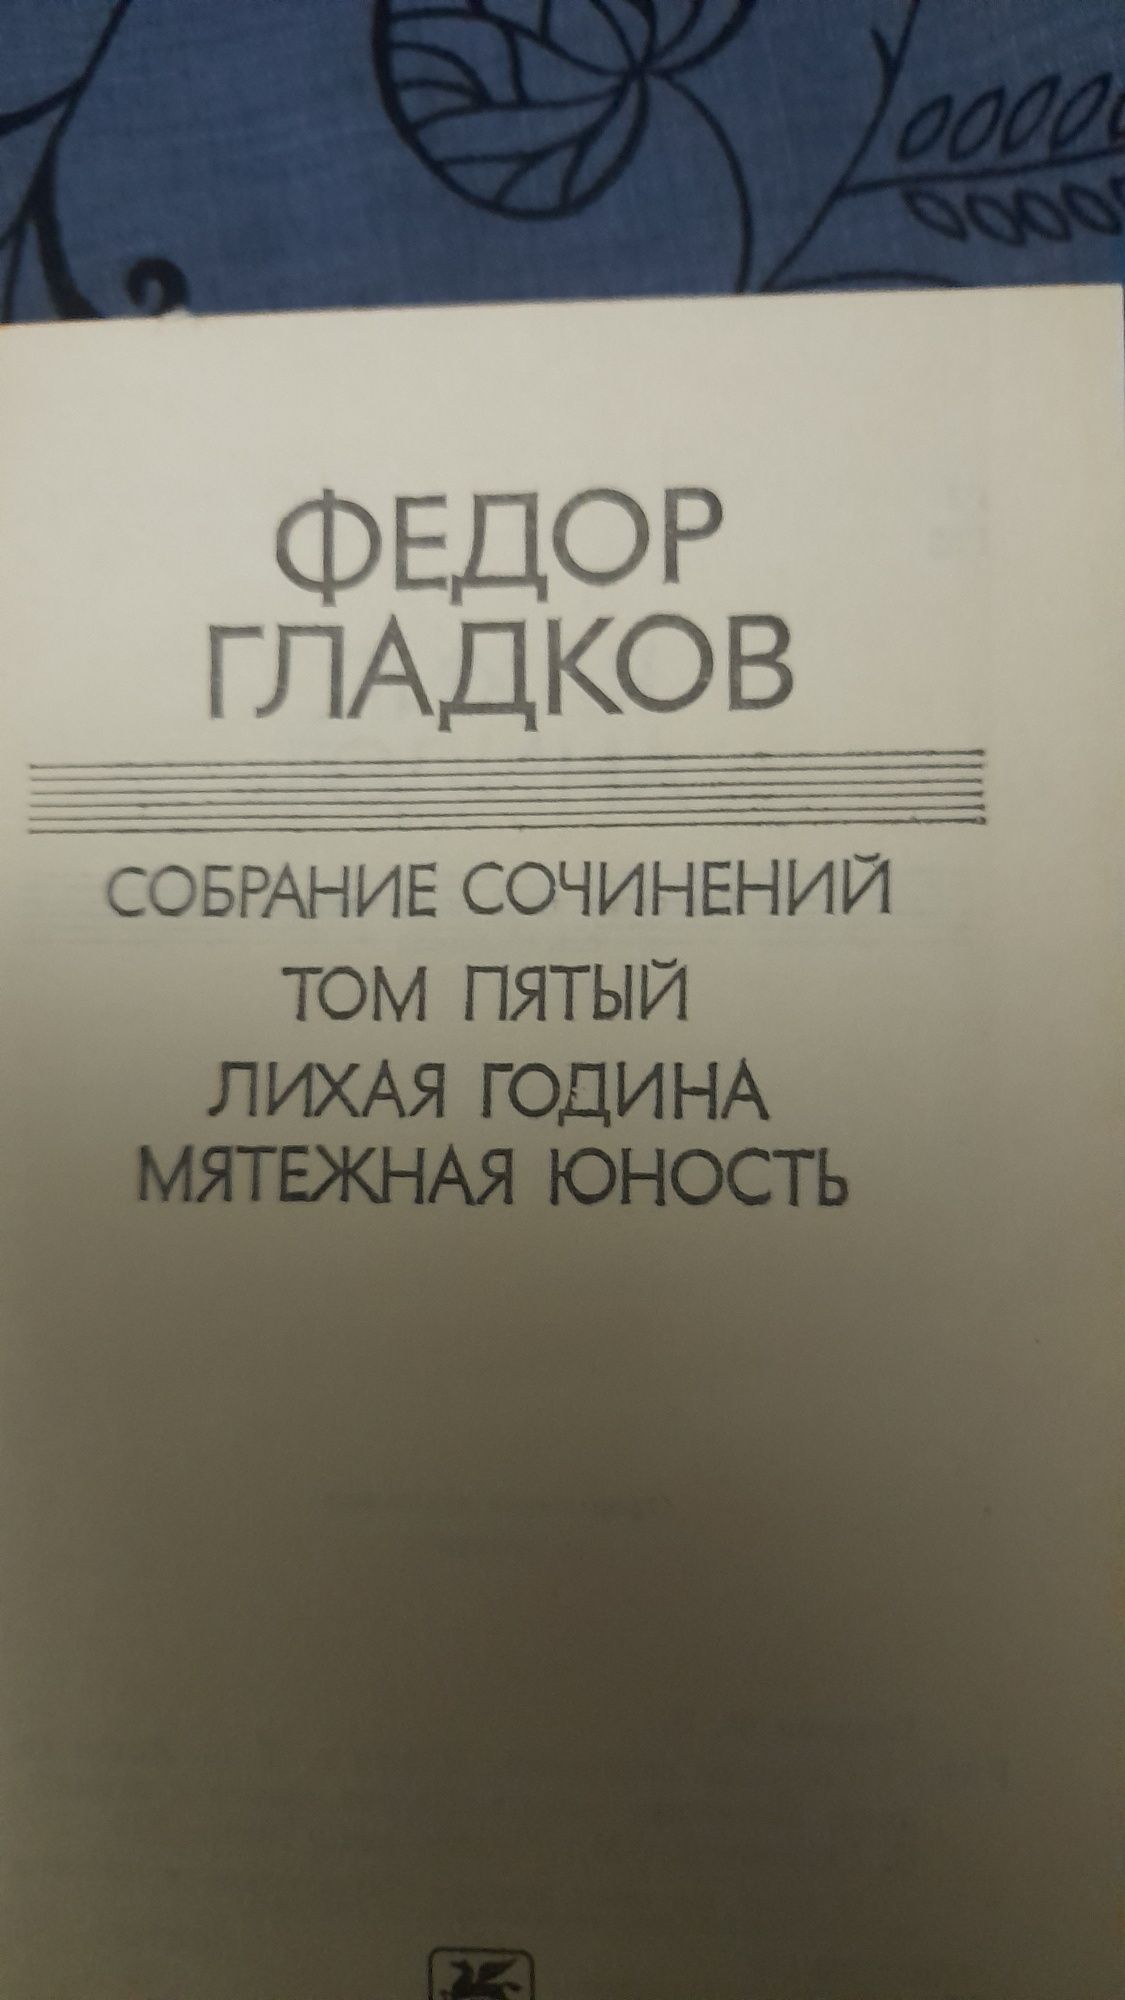 ФЕДОР
ГЛАДКОВ
СОБРАНИЕ СОЧИНЕНИЙ
ТОМ ПЯТЫЙ
ЛИХАЯ ГОДИНА
МЯТЕЖНАЯ ЮНОСТЬ